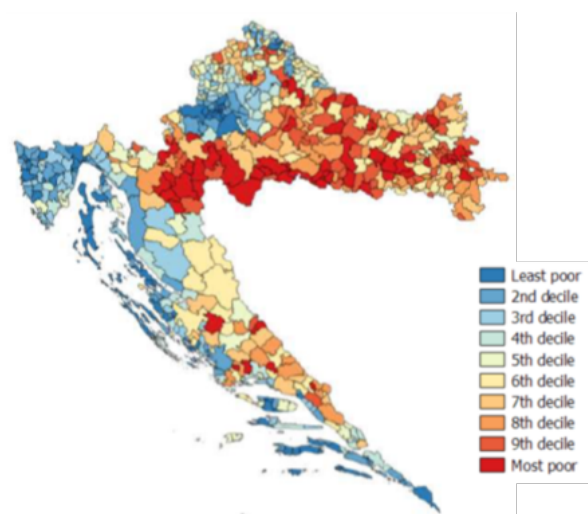 Least poor
2nd decile
3rd decile
4th decile
5th decile
6th decile
7th decile
8th decile
9th decile
Most poor